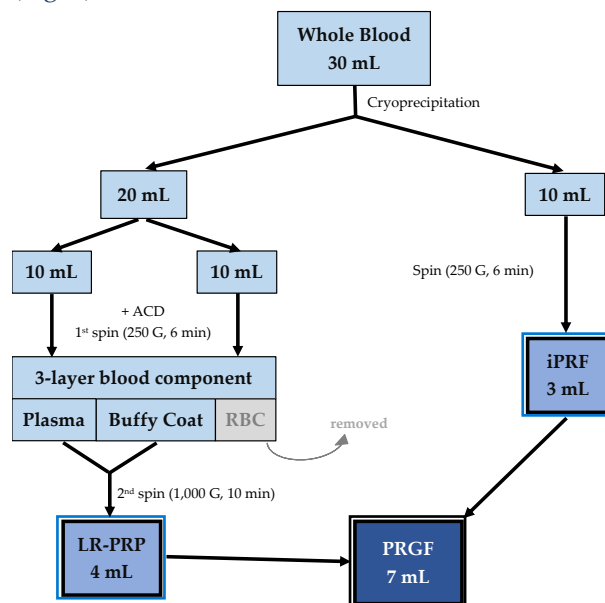 Whole Blood
30 mL
Cryoprecipitation
20 mL
10 mL
10 mL
10 mL
Spin (250 G, 6 min)
+ ACD
1st spin (250 G, 6 min)
3-layer blood component
Plasma
Buffy Coat
RBC
removed
iPRF
3 mL
2nd spin (1,000 G, 10 min)
LR-PRP
4 mL
PRGF
7 mL